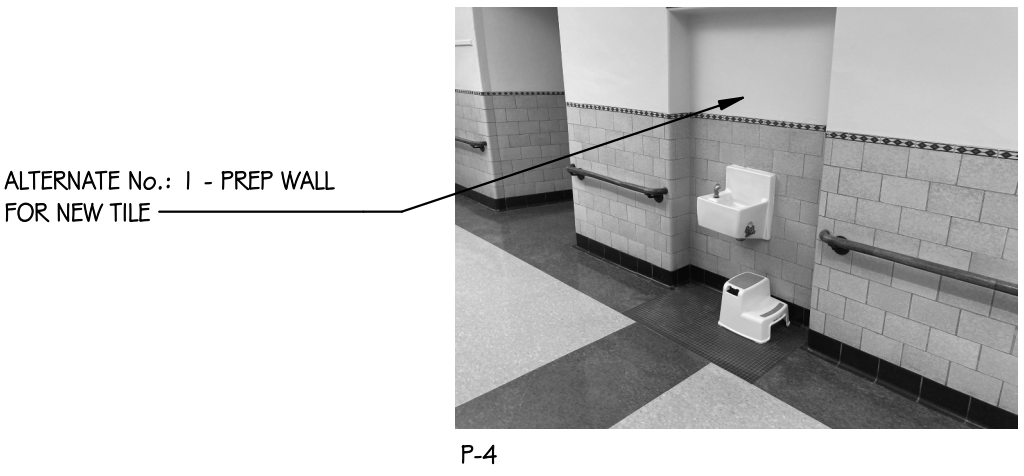 ALTERNATE No.: 1 - PREP WALL
FOR NEW TILE
P-4